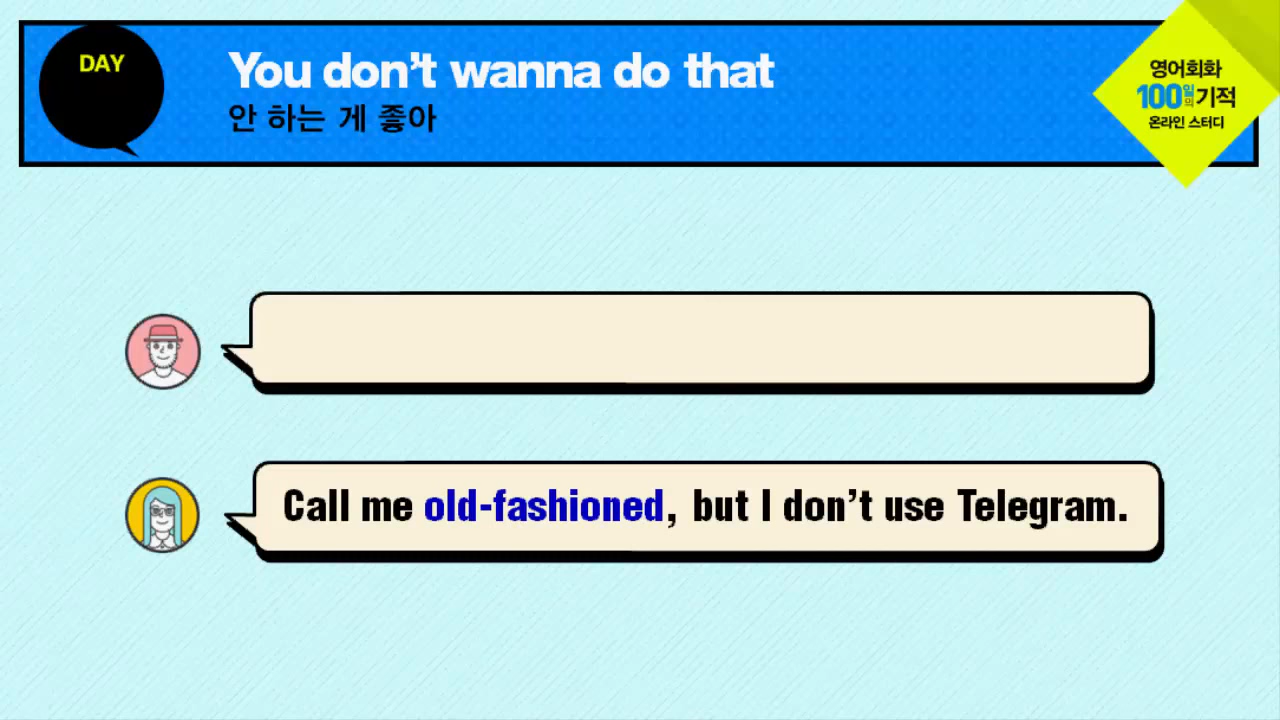 DAY
You don't wanna do that
안 하는 게 좋아
영어회화
100일의기적
온라인 스터디
Call me old-fashioned, but I don't use Telegram.